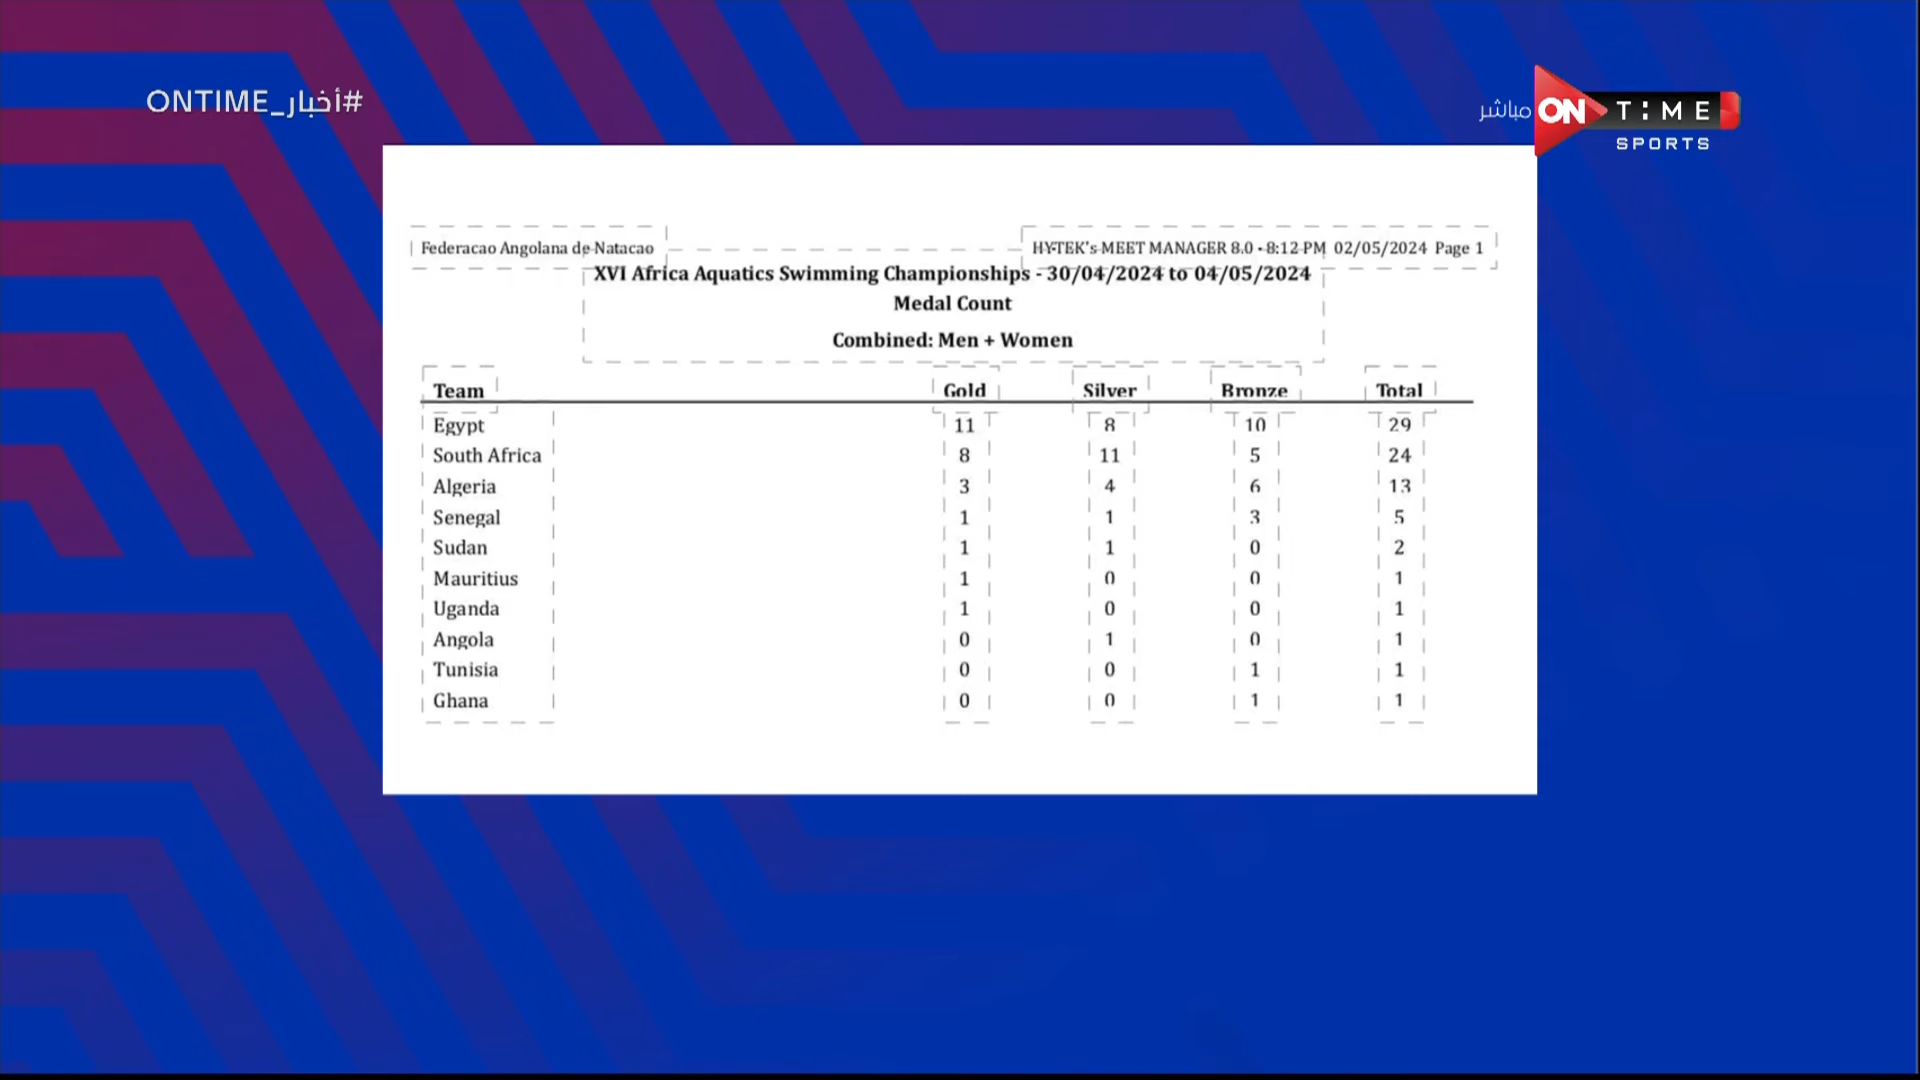 #أخبار_ONTIME
مباشر ON TIME
SPORTS
Federacao Angolana de Natacao HY-TEK's MEET MANAGER 8.0 - 8:12 PM 02/05/2024 Page 1
XVI Africa Aquatics Swimming Championships - 30/04/2024 to 04/05/2024
Medal Count
Combined: Men + Women
Team Gold Silver Bronze Total
Egypt 11 8 10 29
South Africa 8 11 5 24
Algeria 3 4 6 13
Senegal 1 1 3 5
Sudan 1 1 0 2
Mauritius 1 0 0 1
Uganda 1 0 0 1
Angola 0 1 0 1
Tunisia 0 0 1 1
Ghana 0 0 1 1